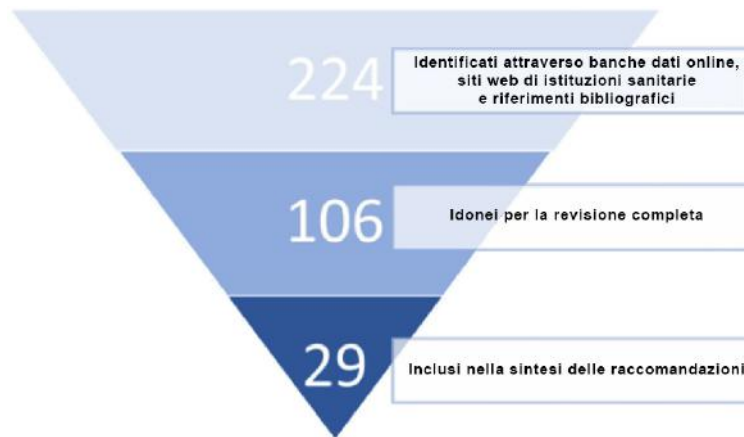 224
Identificati attraverso banche dati online,
siti web di istituzioni sanitarie
e riferimenti bibliografici
106
Idonei per la revisione completa
29
Inclusi nella sintesi delle raccomandazioni